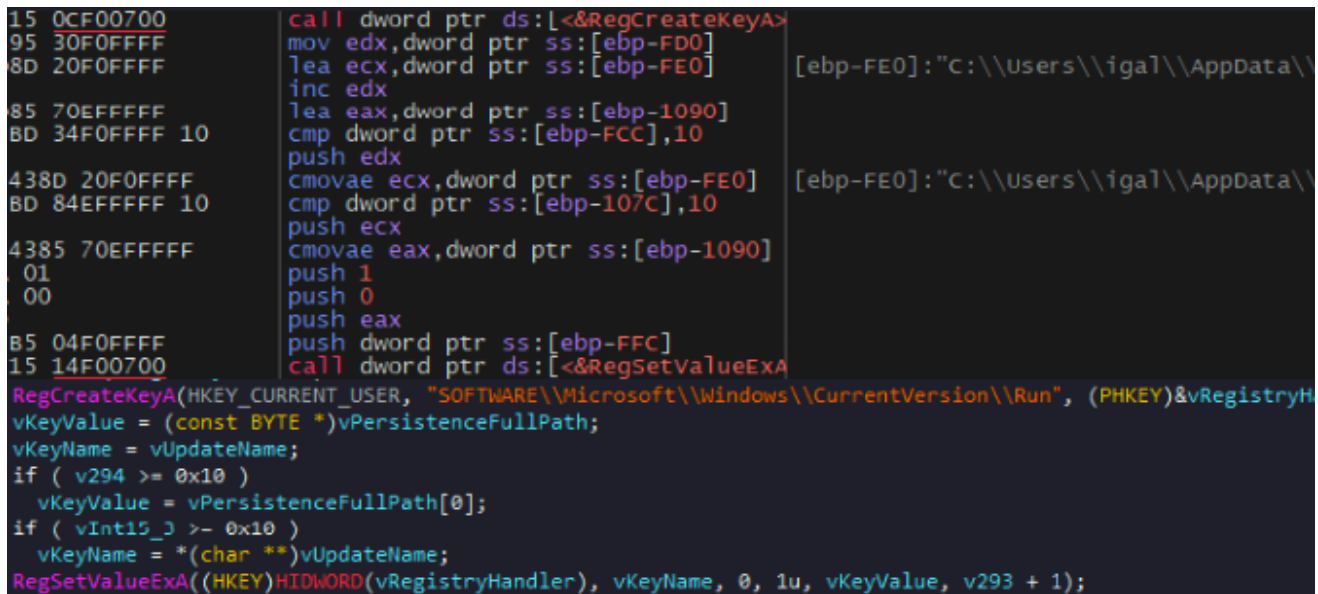 15 0CF00700 call dword ptr ds:[<&RegCreateKeyA>
95 30F0FFFF mov edx,dword ptr ss:[ebp-FD0]
8D 20F0FFFF lea ecx,dword ptr ss:[ebp-FE0] [ebp-FE0]:"C:\\Users\\igal\\AppData\\
inc edx
85 70EFFFFF lea eax,dword ptr ss:[ebp-1090]
BD 34F0FFFF 10 cmp dword ptr ss:[ebp-FCC],10
push edx
438D 20F0FFFF cmovae ecx,dword ptr ss:[ebp-FE0] [ebp-FE0]:"C:\\Users\\igal\\AppData\\
BD 84EFFFFF 10 cmp dword ptr ss:[ebp-107C],10
push ecx
4385 70EFFFFF cmovae eax,dword ptr ss:[ebp-1090]
01 push 1
00 push 0
push eax
B5 04F0FFFF push dword ptr ss:[ebp-FFC]
15 14F00700 call dword ptr ds:[<&RegSetValueExA
RegCreateKeyA(HKEY_CURRENT_USER, "SOFTWARE\\Microsoft\\Windows\\CurrentVersion\\Run", (PHKEY)&vRegistryHa
vKeyValue = (const BYTE *)vPersistenceFullPath;
vKeyName = vUpdateName;
if ( v294 >= 0x10 )
vKeyValue = vPersistenceFullPath[0];
if ( vInt15_J >= 0x10 )
vKeyName = *(char **)vUpdateName;
RegSetValueExA((HKEY)HIDWORD(vRegistryHandler), vKeyName, 0, 1u, vKeyValue, v293 + 1);